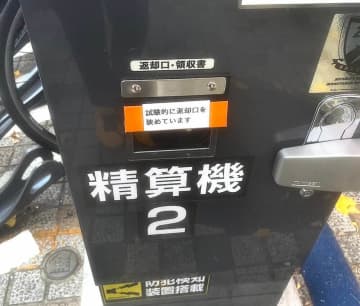 返却口・領収書
試験的に返却口を
狭めています
精算機
2
防犯検知
装置搭載